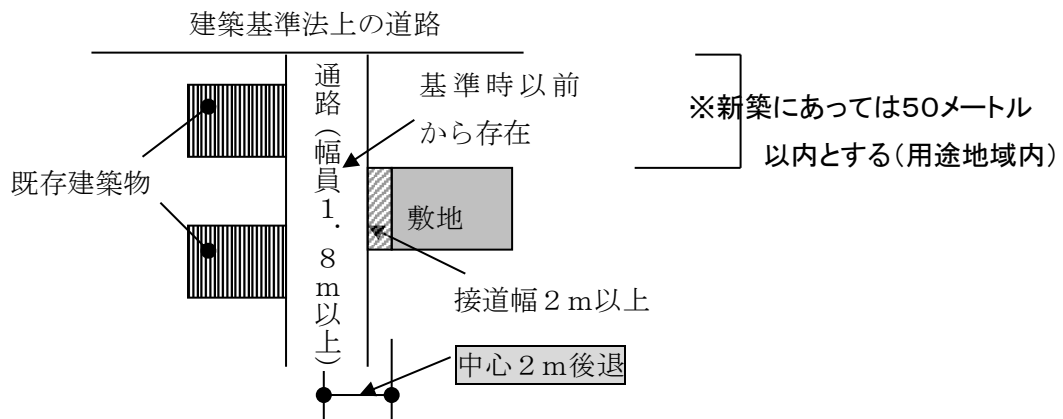 建築基準法上の道路
通路（幅員１．８ｍ以上）
基準時以前
から存在
※新築にあっては50メートル
以内とする（用途地域内）
既存建築物
敷地
接道幅２ｍ以上
中心２ｍ後退